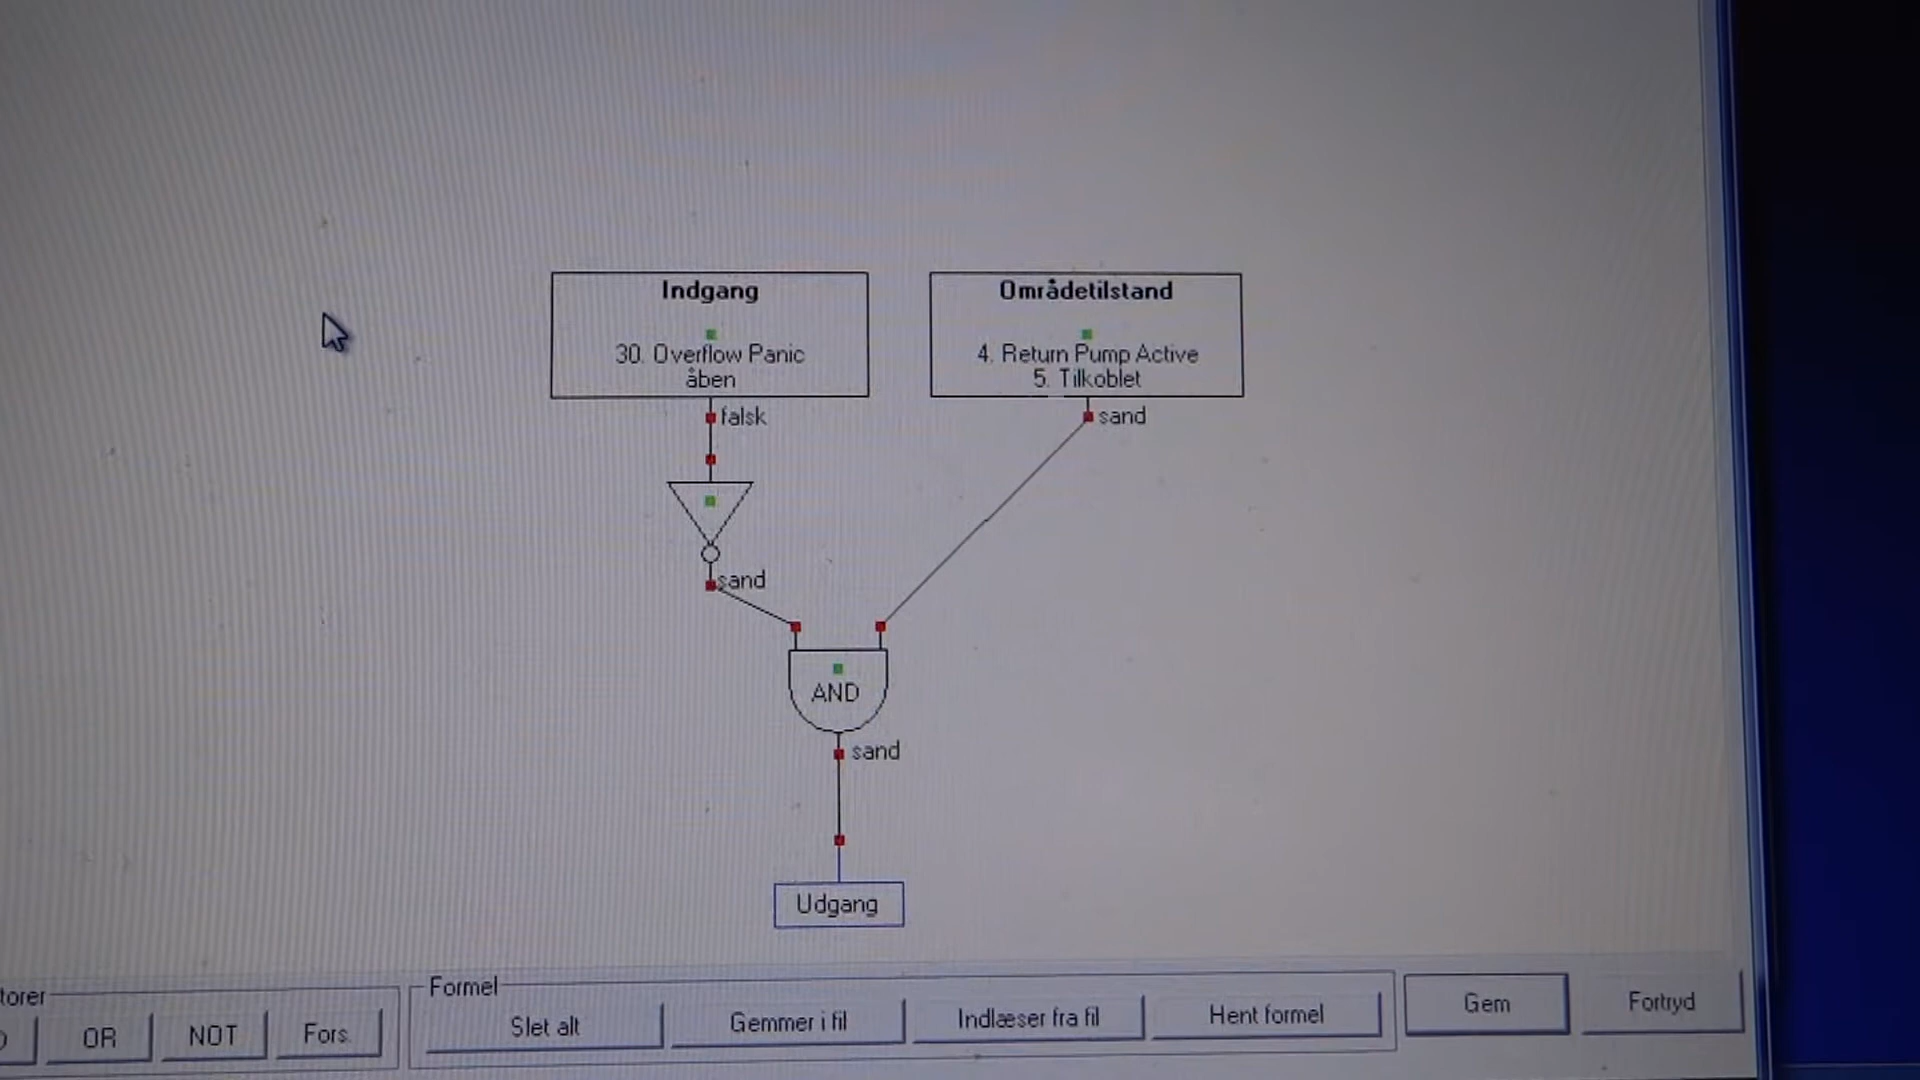 Indgang
30. Overflow Panic
åben
Områdetilstand
4. Return Pump Active
5. Tilkoblet
falsk
sand
sand
AND
sand
Udgang
OR
NOT
Fors.
Formel
Slet alt
Gemmer i fil
Indlæser fra fil
Hent formel
Gem
Fortryd